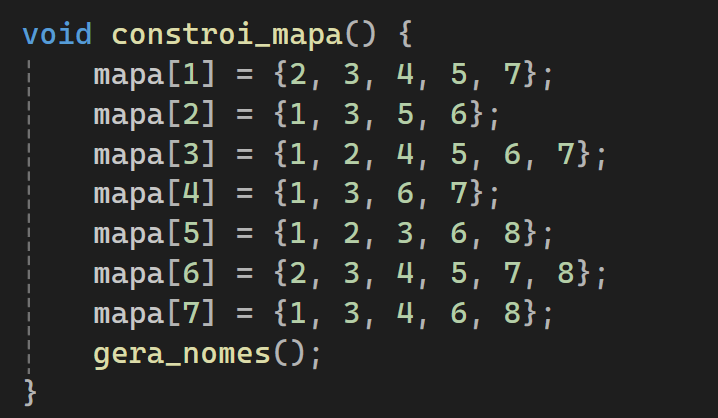 void constroi_mapa() {
    mapa[1] = {2, 3, 4, 5, 7};
    mapa[2] = {1, 3, 5, 6};
    mapa[3] = {1, 2, 4, 5, 6, 7};
    mapa[4] = {1, 3, 6, 7};
    mapa[5] = {1, 2, 3, 6, 8};
    mapa[6] = {2, 3, 4, 5, 7, 8};
    mapa[7] = {1, 3, 4, 6, 8};
    gera_nomes();
}